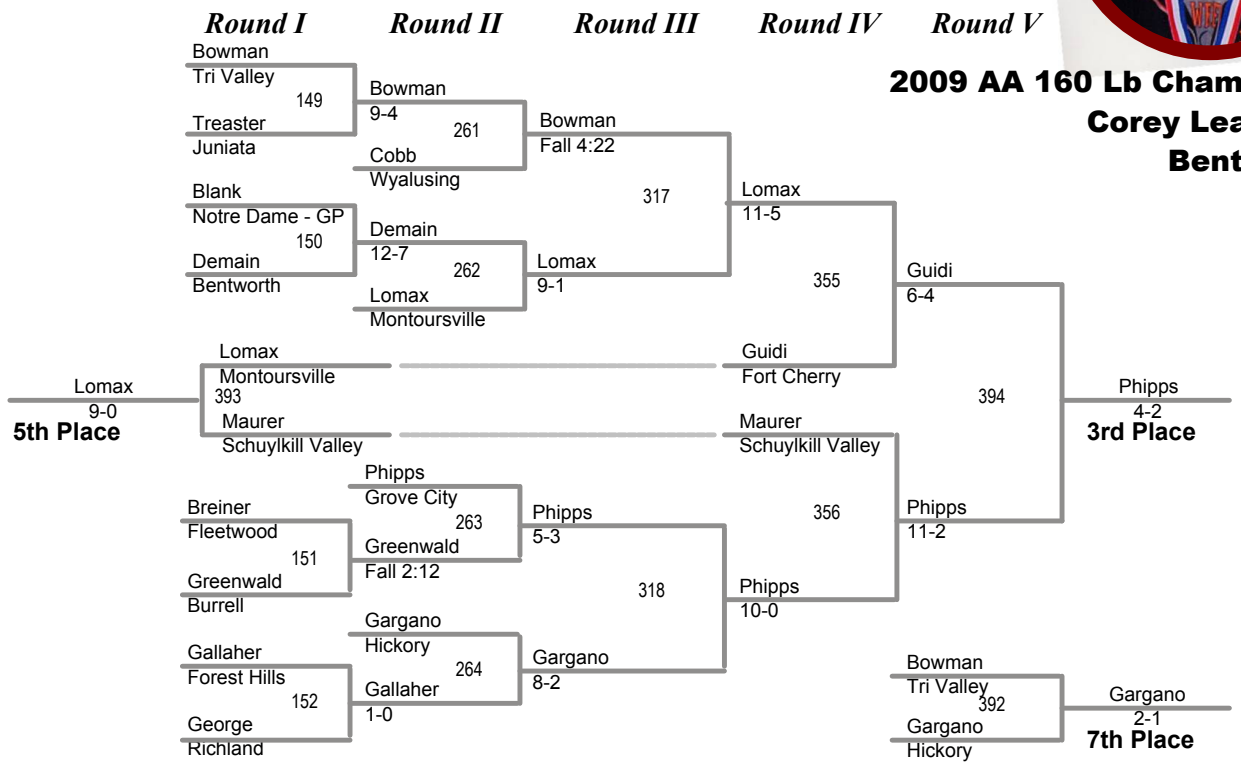 Round I Round II Round III Round IV Round V
2009 AA 160 Lb Cham
Corey Lea
Bent
Bowman
Tri Valley
149
Treaster
Juniata
Blank
Notre Dame - GP
150
Demain
Bentworth
Bowman
9-4
261
Cobb
Wyalusing
Demain
12-7
262
Lomax
Montoursville
Bowman
Fall 4:22
317
Lomax
9-1
Lomax
11-5
355
Guidi
Fort Cherry
Guidi
6-4
394
Phipps
4-2
3rd Place
Lomax
9-0
5th Place
Lomax
Montoursville
393
Maurer
Schuylkill Valley
Maurer
Schuylkill Valley
356
Phipps
11-2
Breiner
Fleetwood
151
Greenwald
Burrell
Gallaher
Forest Hills
152
George
Richland
Phipps
Grove City
263
Greenwald
Fall 2:12
Gargano
Hickory
264
Gallaher
1-0
Phipps
5-3
318
Gargano
8-2
Phipps
10-0
Bowman
Tri Valley
392
Gargano
Hickory
Gargano
2-1
7th Place